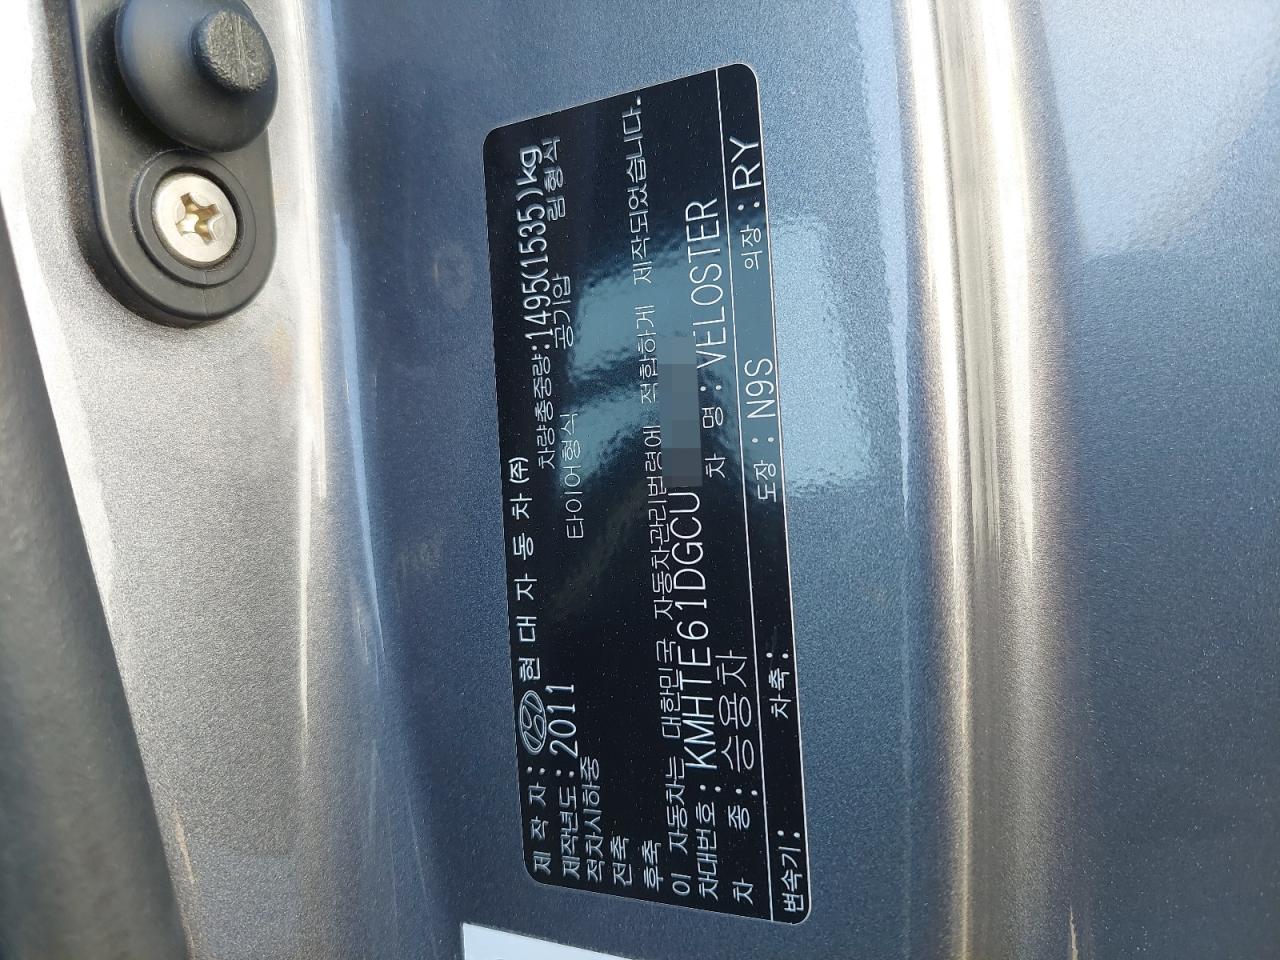 제 작 자 : 현 대 자 동 차 (주)
제작년도 : 2011 차량총중량 : 1495(1535)kg
적차시하중 타이어형식 공기압 림형식
전축
후축
이 자동차는 대한민국 자동차관리법령에 적합하게 제작되었습니다.
차대번호 : KMHTE61DGCU
차 종 : 승용차 차 명 : VELOSTER
변속기 : 차축 : 도장 : N9S 의장 : RY